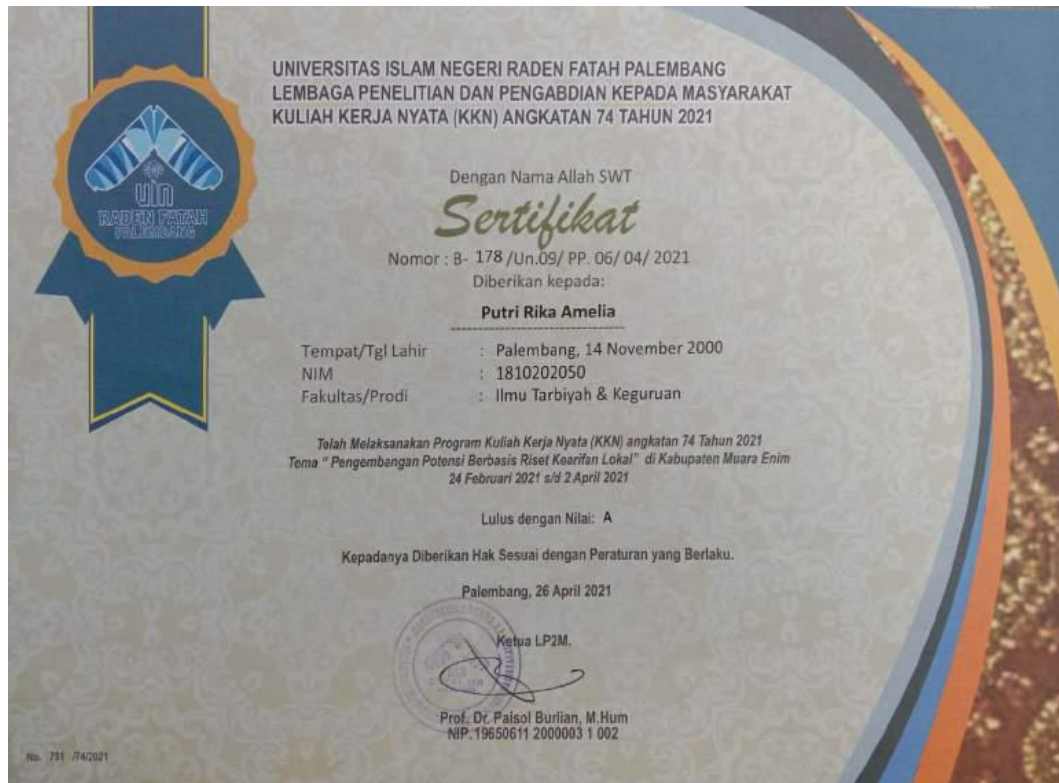 UNIVERSITAS ISLAM NEGERI RADEN FATAH PALEMBANG
LEMBAGA PENELITIAN DAN PENGABDIAN KEPADA MASYARAKAT
KULIAH KERJA NYATA (KKN) ANGKATAN 74 TAHUN 2021
uin
RADEN FATAH
PALEMBANG
Dengan Nama Allah SWT
Sertifikat
Nomor : B- 178 /Un.09/ PP. 06/ 04/ 2021
Diberikan kepada:
Putri Rika Amelia
Tempat/Tgl Lahir : Palembang, 14 November 2000
NIM : 1810202050
Fakultas/Prodi : Ilmu Tarbiyah & Keguruan
Telah Melaksanakan Program Kuliah Kerja Nyata (KKN) angkatan 74 Tahun 2021
Tema " Pengembangan Potensi Berbasis Riset Kearifan Lokal" di Kabupaten Muara Enim
24 Februari 2021 s/d 2 April 2021
Lulus dengan Nilai: A
Kepadanya Diberikan Hak Sesuai dengan Peraturan yang Berlaku.
Palembang, 26 April 2021
Ketua LP2M.
Prof. Dr. Paisol Burlian, M.Hum
NIP. 19650611 2000003 1 002
No. 791 /74/2021